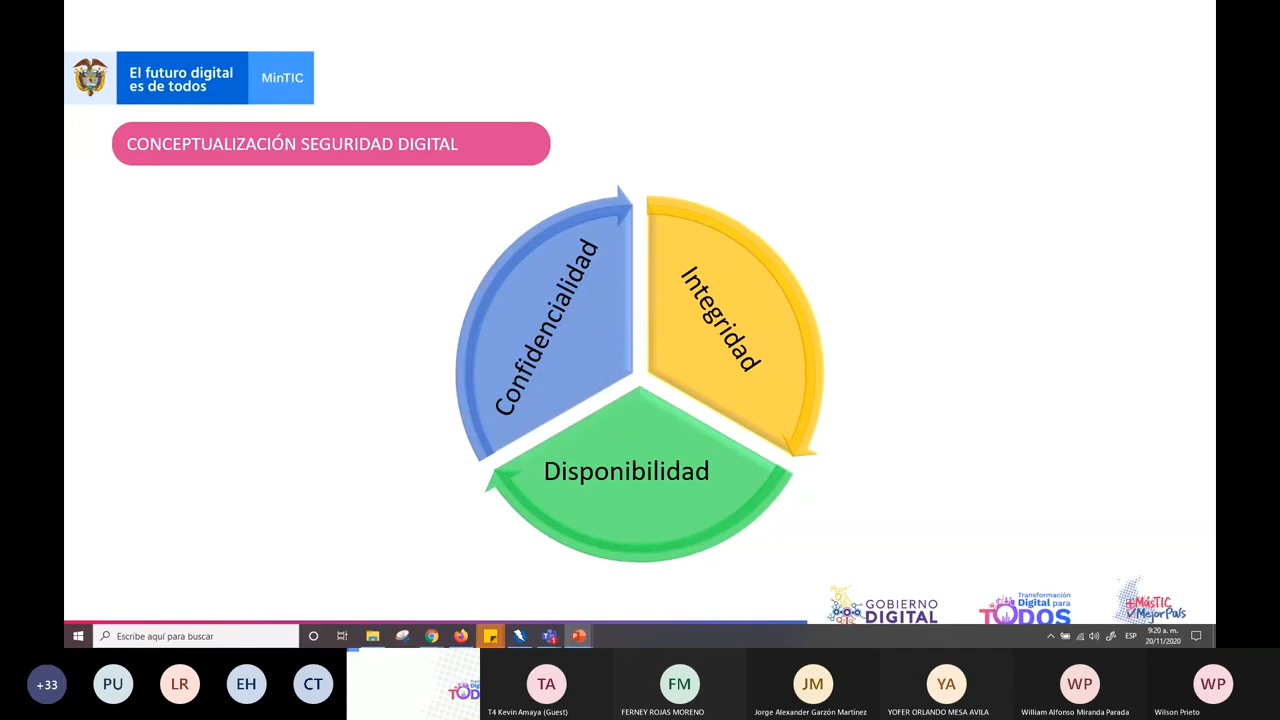 El futuro digital
es de todos
MinTIC
CONCEPTUALIZACIÓN SEGURIDAD DIGITAL
Confidencialidad
Integridad
Disponibilidad
GOBIERNO
DIGITAL
Transformación
Digital para
TODOS
+MásTIC
MejorPaís
Escribe aquí para buscar
ESP
9:20 a. m.
20/11/2020
+33
PU
LR
EH
CT
TA
FM
JM
YA
WP
WP
T4 Kevin Amaya (Guest)
FERNEY ROJAS MORENO
Jorge Alexander Garzón Martínez
YOFER ORLANDO MESA AVILA
William Alfonso Miranda Parada
Wilson Prieto